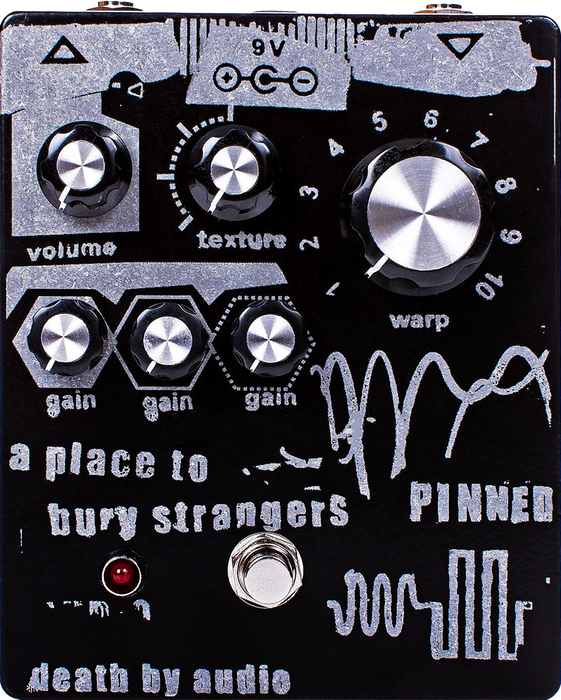 9V
+ C -
volume
texture
1 2 3 4 5 6 7 8 9 10
warp
gain gain gain
a place to
bury strangers
PINNED
death by audio